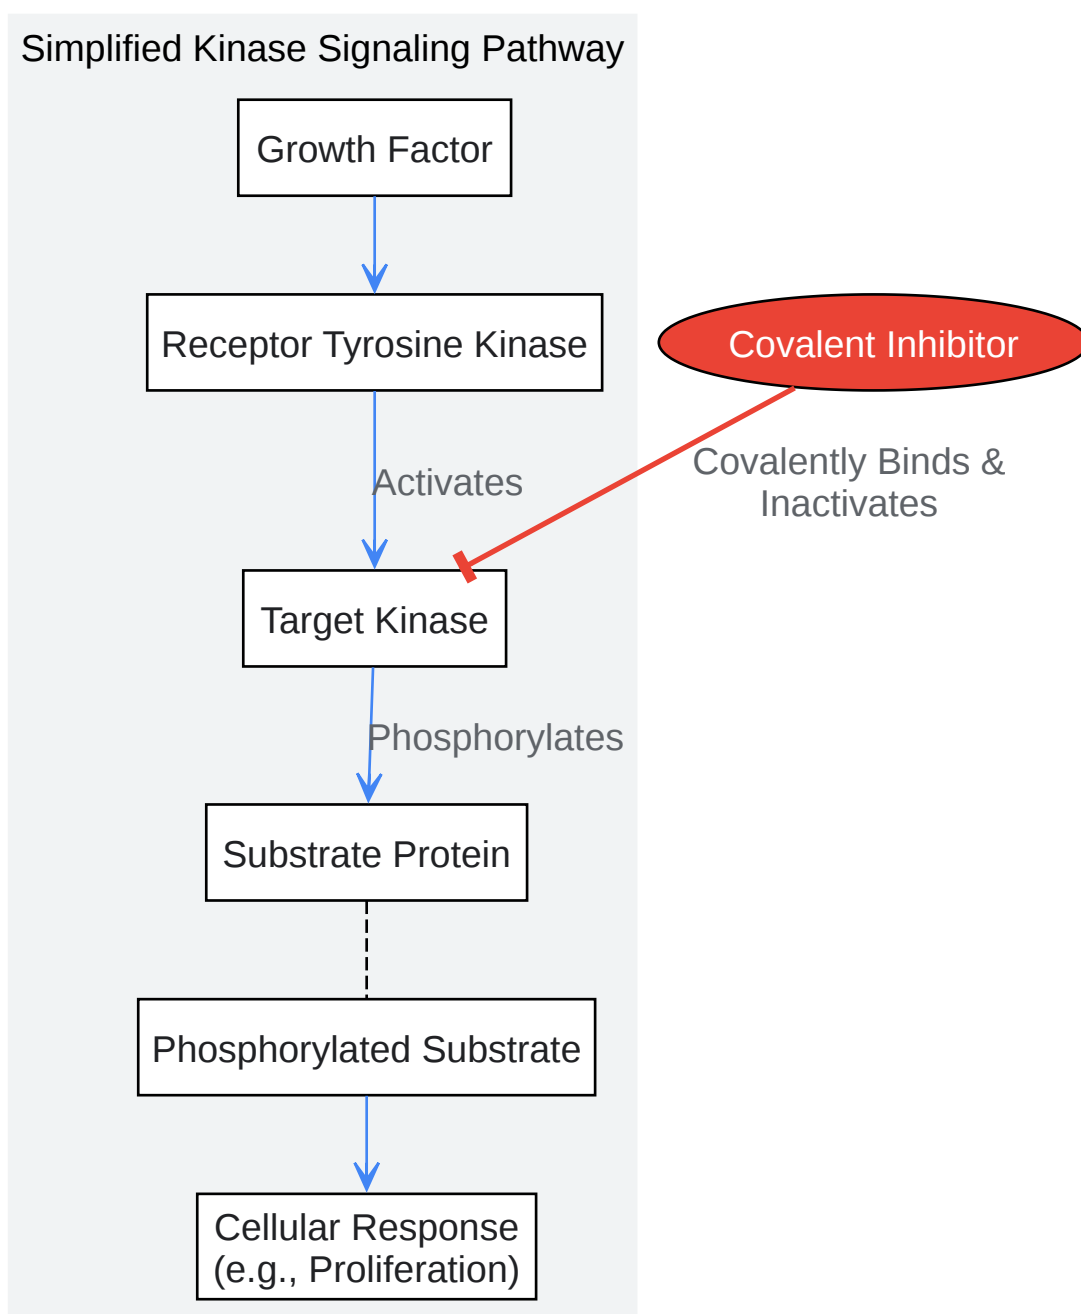 Simplified Kinase Signaling Pathway
Growth Factor
Receptor Tyrosine Kinase
Covalent Inhibitor
Covalently Binds &
Inactivates
Activates
Target Kinase
Phosphorylates
Substrate Protein
Phosphorylated Substrate
Cellular Response
(e.g., Proliferation)